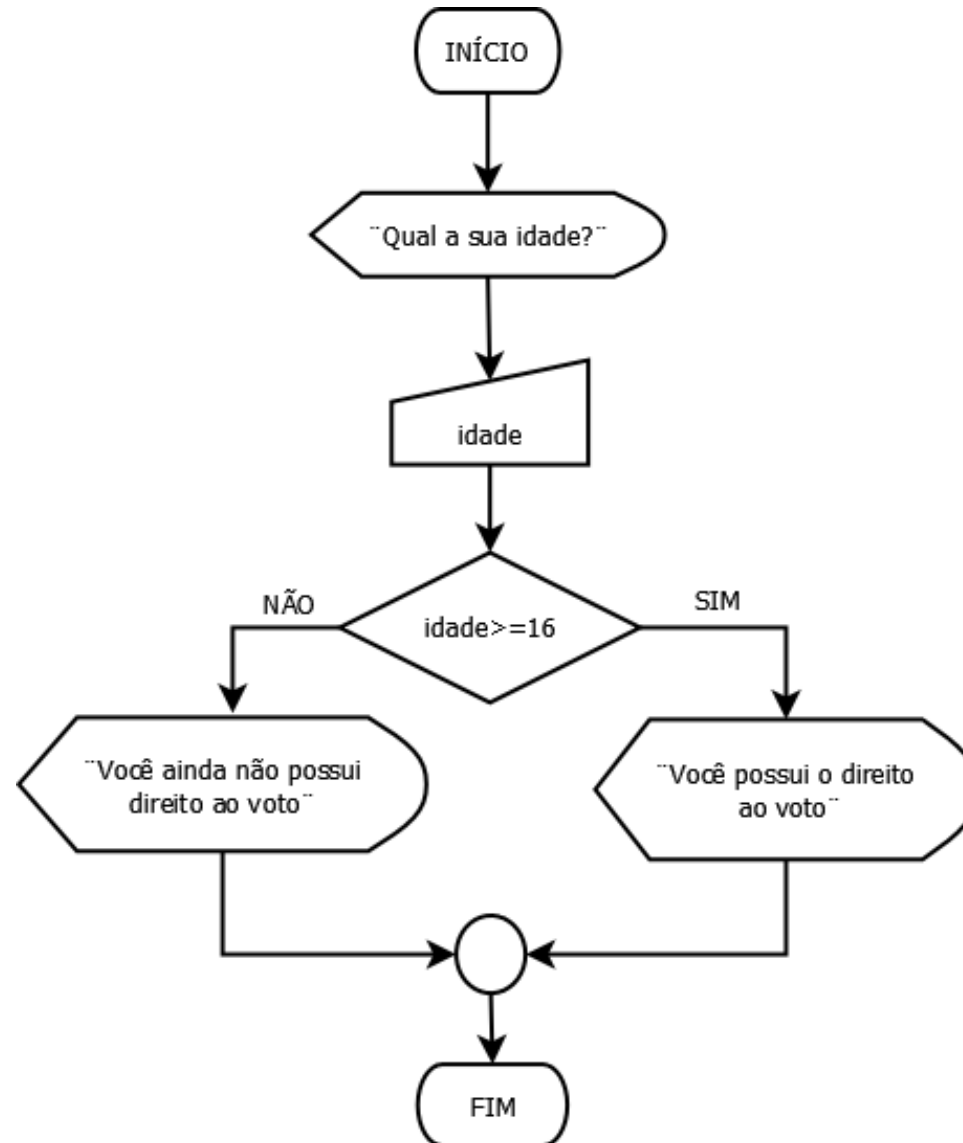 INÍCIO
¨Qual a sua idade?¨
idade
NÃO
SIM
idade>=16
¨Você ainda não possui
direito ao voto¨
¨Você possui o direito
ao voto¨
FIM